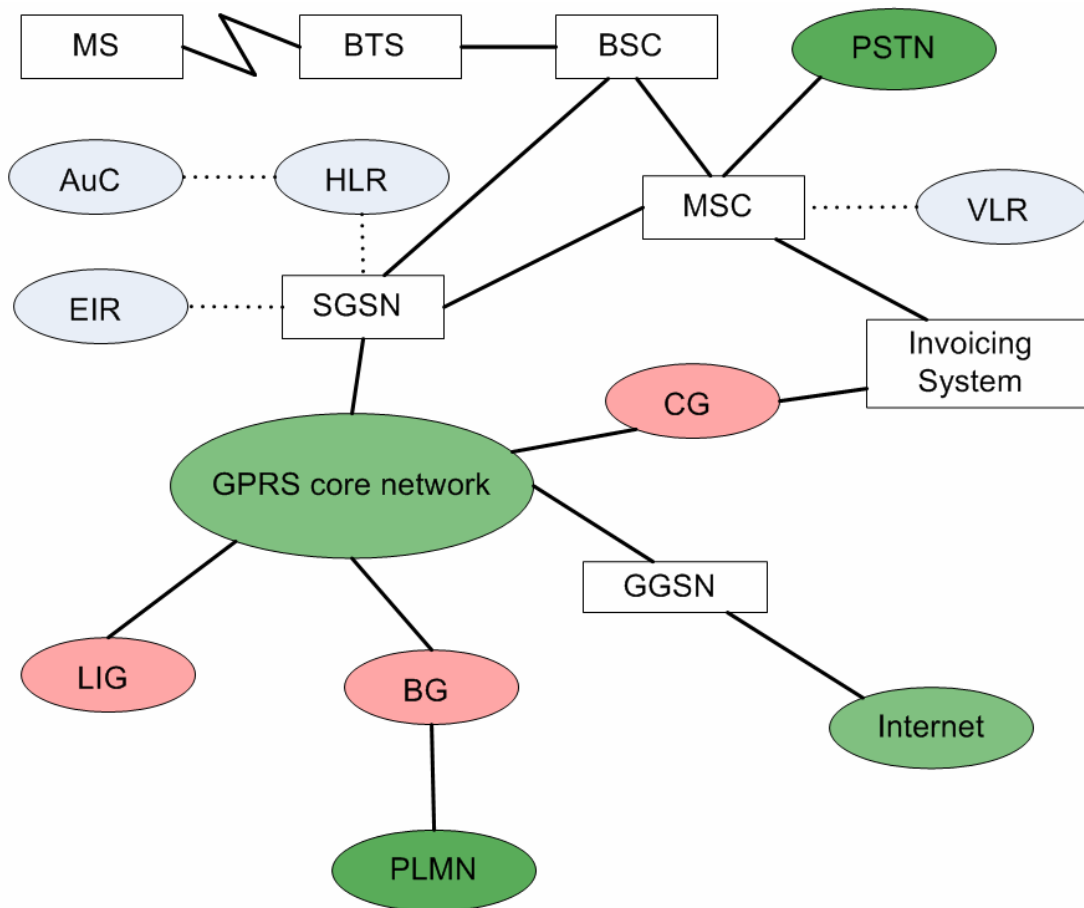 MS
BTS
BSC
PSTN
AuC
HLR
MSC
VLR
EIR
SGSN
Invoicing
System
CG
GPRS core network
GGSN
LIG
BG
Internet
PLMN